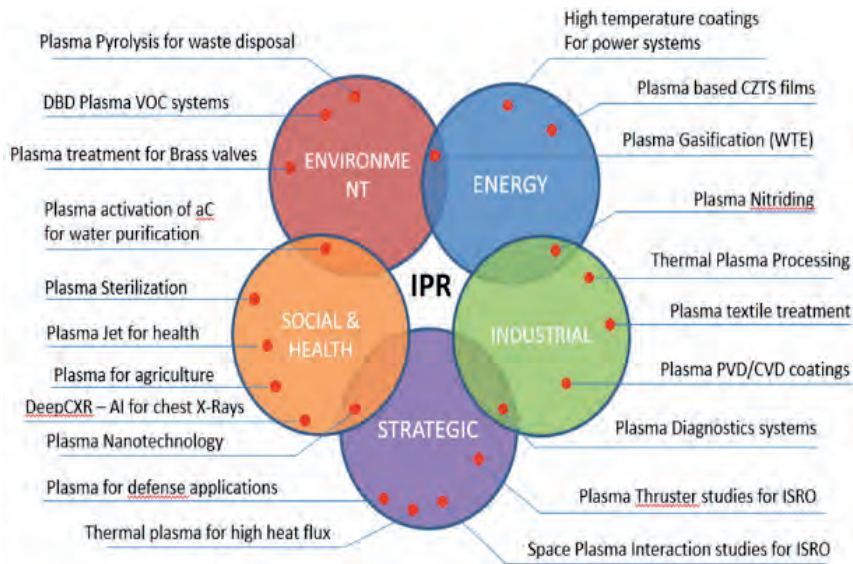 High temperature coatings
For power systems
Plasma Pyrolysis for waste disposal
Plasma based CZTS films
DBD Plasma VOC systems
Plasma Gasification (WTE)
Plasma treatment for Brass valves
ENVIRONME
NT
ENERGY
Plasma Nitriding
Plasma activation of aC
for water purification
Thermal Plasma Processing
IPR
Plasma Sterilization
Plasma textile treatment
SOCIAL &
HEALTH
INDUSTRIAL
Plasma Jet for health
Plasma for agriculture
Plasma PVD/CVD coatings
DeepCXR – AI for chest X-Rays
STRATEGIC
Plasma Diagnostics systems
Plasma Nanotechnology
Plasma for defense applications
Plasma Thruster studies for ISRO
Thermal plasma for high heat flux
Space Plasma Interaction studies for ISRO